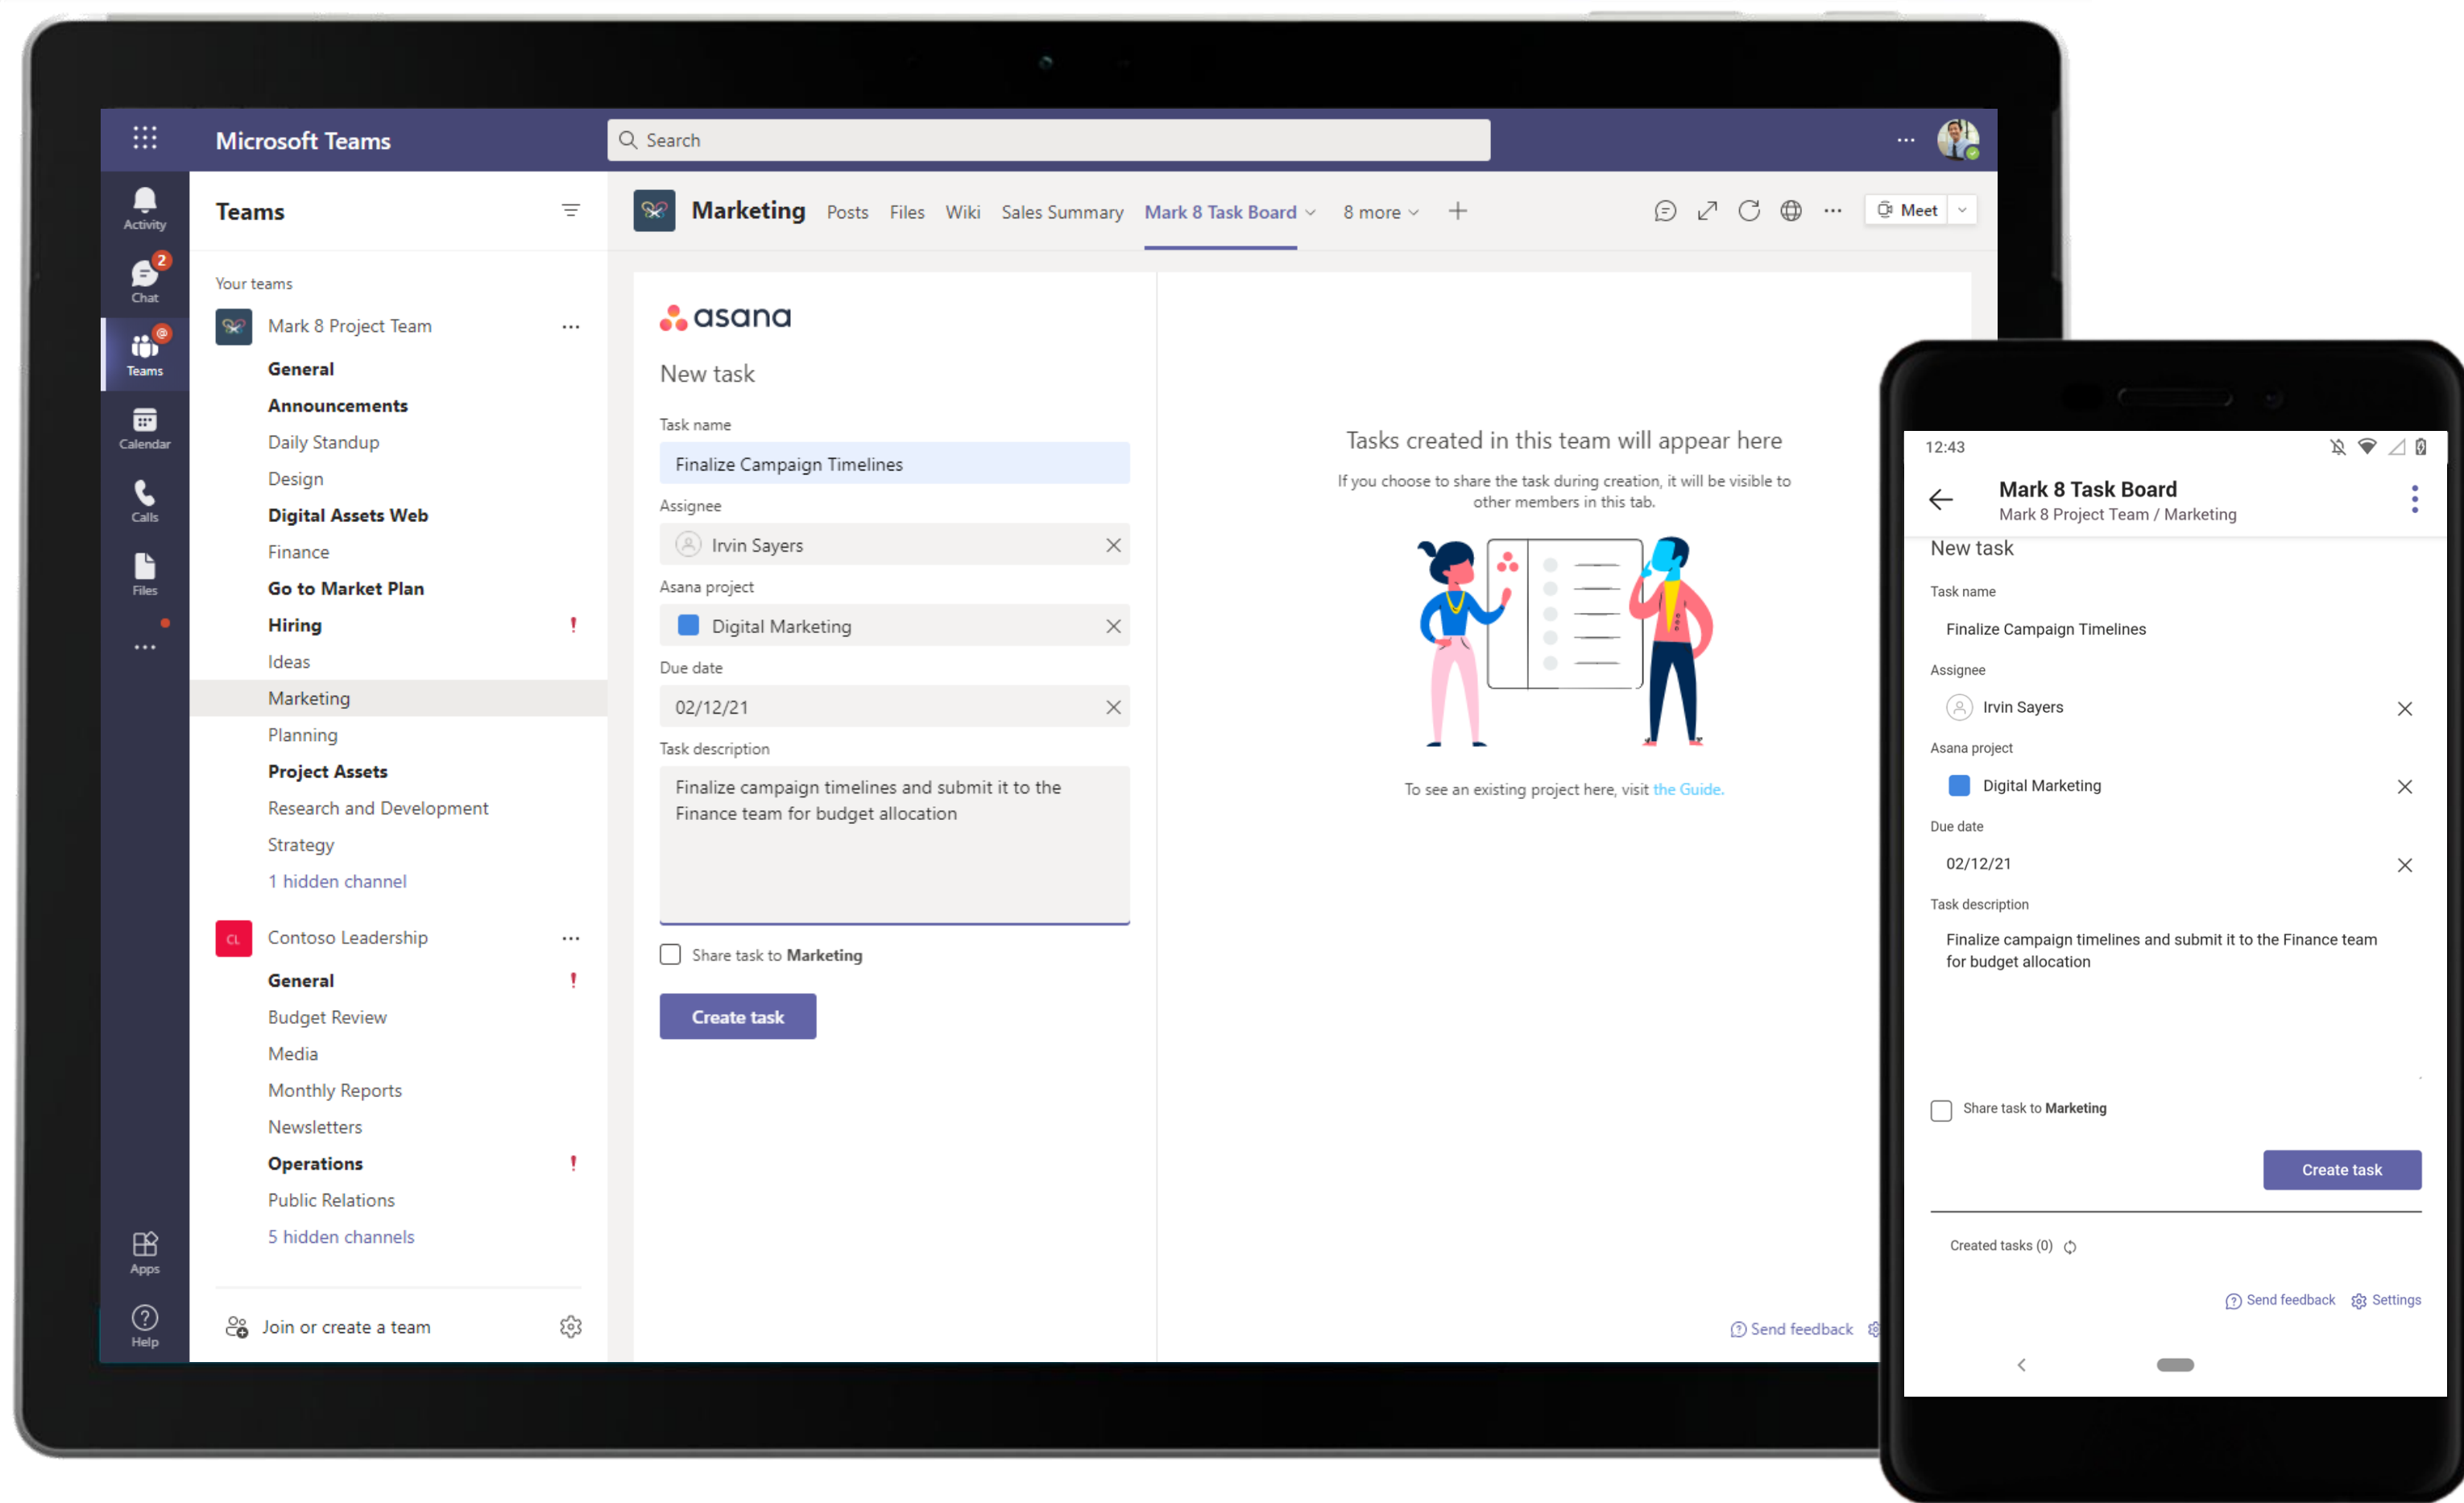 Microsoft Teams
Search
Activity
2
Chat
@
Teams
Calendar
Calls
Files
Apps
Help
Teams
Your teams
Mark 8 Project Team
General
Announcements
Daily Standup
Design
Digital Assets Web
Finance
Go to Market Plan
Hiring
Ideas
Marketing
Planning
Project Assets
Research and Development
Strategy
1 hidden channel
CL
Contoso Leadership
General
Budget Review
Media
Monthly Reports
Newsletters
Operations
Public Relations
5 hidden channels
Join or create a team
Marketing Posts Files Wiki Sales Summary Mark 8 Task Board 8 more
Meet
asana
New task
Task name
Finalize Campaign Timelines
Assignee
Irvin Sayers
Asana project
Digital Marketing
Due date
02/12/21
Task description
Finalize campaign timelines and submit it to the
Finance team for budget allocation
Share task to Marketing
Create task
Tasks created in this team will appear here
If you choose to share the task during creation, it will be visible to
other members in this tab.
To see an existing project here, visit the Guide.
Send feedback
12:43
Mark 8 Task Board
Mark 8 Project Team / Marketing
New task
Task name
Finalize Campaign Timelines
Assignee
Irvin Sayers
Asana project
Digital Marketing
Due date
02/12/21
Task description
Finalize campaign timelines and submit it to the Finance team
for budget allocation
Share task to Marketing
Create task
Created tasks (0)
Send feedback Settings